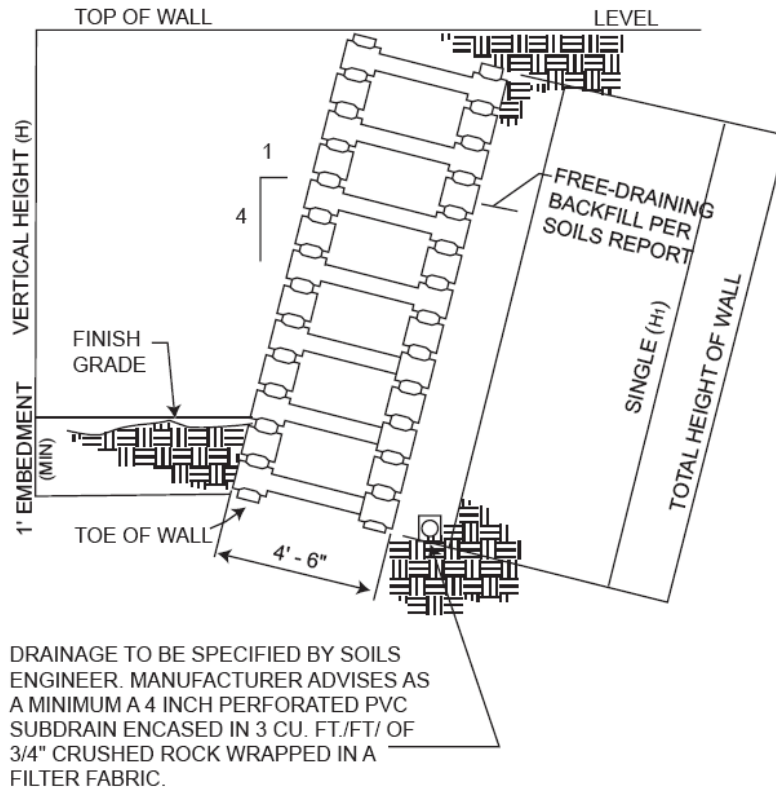 TOP OF WALL
LEVEL
VERTICAL HEIGHT (H)
1
4
FREE-DRAINING
BACKFILL PER
SOILS REPORT
FINISH
GRADE
SINGLE (H1)
TOTAL HEIGHT OF WALL
1' EMBEDMENT
(MIN)
TOE OF WALL
4' - 6"
DRAINAGE TO BE SPECIFIED BY SOILS
ENGINEER. MANUFACTURER ADVISES AS
A MINIMUM A 4 INCH PERFORATED PVC
SUBDRAIN ENCASED IN 3 CU. FT./FT/ OF
3/4" CRUSHED ROCK WRAPPED IN A
FILTER FABRIC.